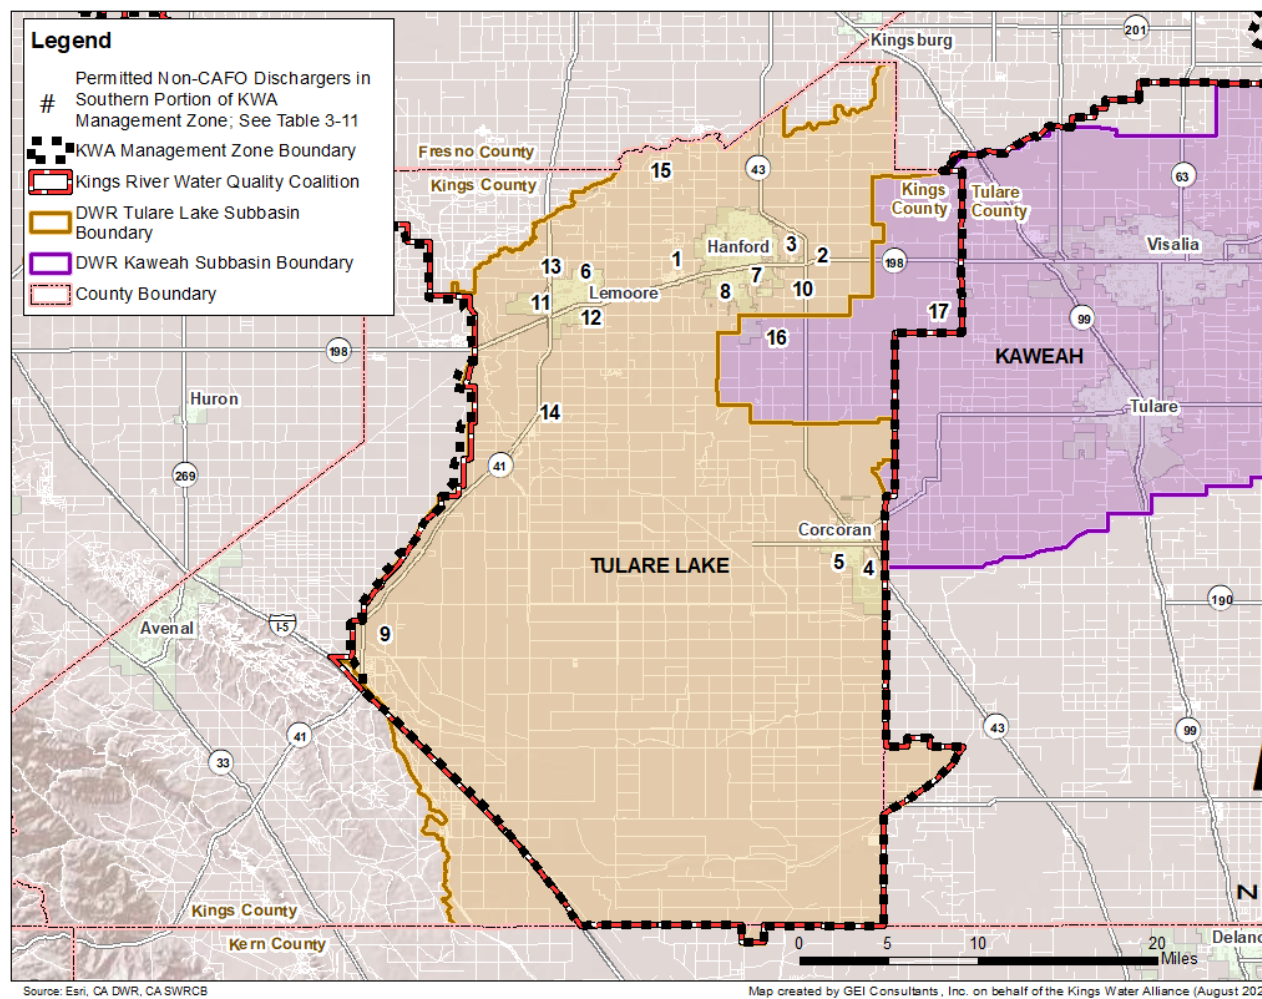 Legend
#
Permitted Non-CAFO Dischargers in
Southern Portion of KWA
Management Zone; See Table 3-11
KWA Management Zone Boundary
Kings River Water Quality Coalition
DWR Tulare Lake Subbasin
Boundary
DWR Kaweah Subbasin Boundary
County Boundary
Kingsburg
201
Fresno County
Kings County
15
43
Kings
County
Tulare
County
63
Hanford
3
2
Visalia
13
6
1
7
198
Lemoore
8
10
11
12
17
99
16
198
KAWEAH
Huron
14
Tulare
41
269
Corcoran
TULARE LAKE
5
4
190
I-5
Avenal
9
41
43
99
33
Kings County
Kern County
N
0
5
10
20
Miles
Source: Esri, CA DWR, CA SWRCB
Map created by GEI Consultants, Inc. on behalf of the Kings Water Alliance (August